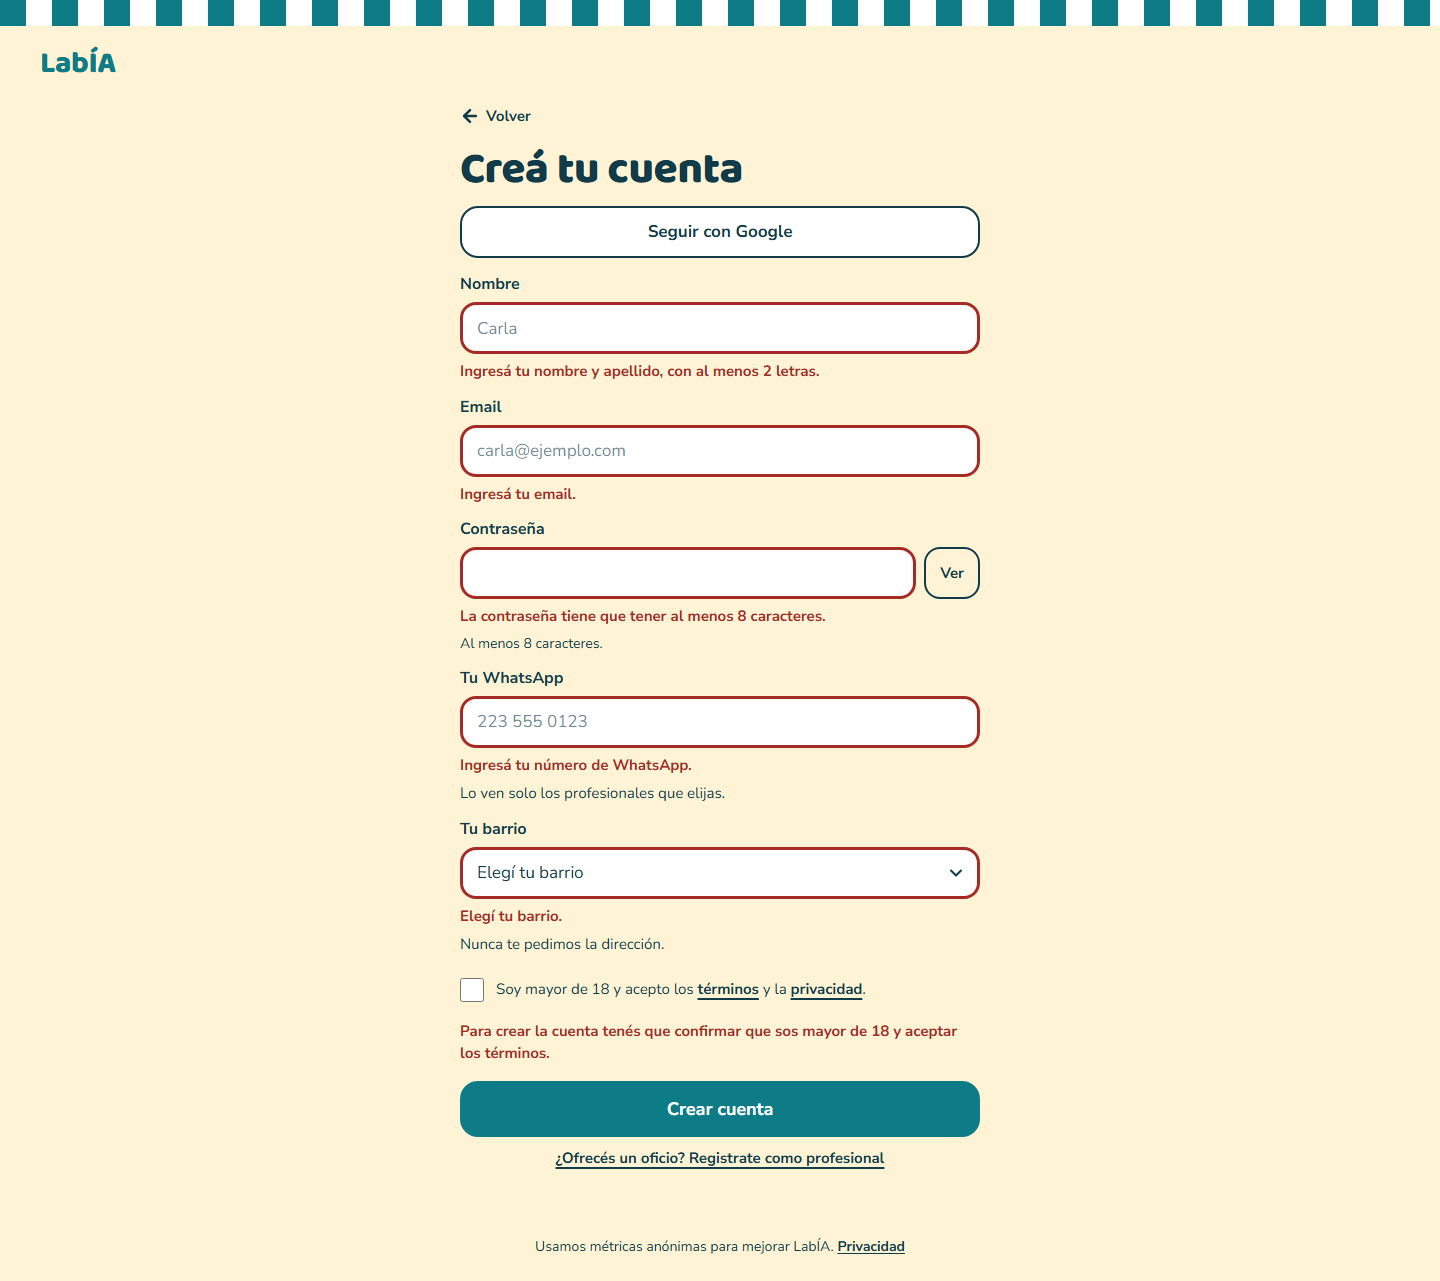 LabÍA
Volver
Creá tu cuenta
Seguir con Google
Nombre
Carla
Ingresá tu nombre y apellido, con al menos 2 letras.
Email
carla@ejemplo.com
Ingresá tu email.
Contraseña
Ver
La contraseña tiene que tener al menos 8 caracteres.
Al menos 8 caracteres.
Tu WhatsApp
223 555 0123
Ingresá tu número de WhatsApp.
Lo ven solo los profesionales que elijas.
Tu barrio
Elegí tu barrio
Elegí tu barrio.
Nunca te pedimos la dirección.
Soy mayor de 18 y acepto los términos y la privacidad.
Para crear la cuenta tenés que confirmar que sos mayor de 18 y aceptar
los términos.
Crear cuenta
¿Ofrecés un oficio? Registrate como profesional
Usamos métricas anónimas para mejorar LabÍA. Privacidad